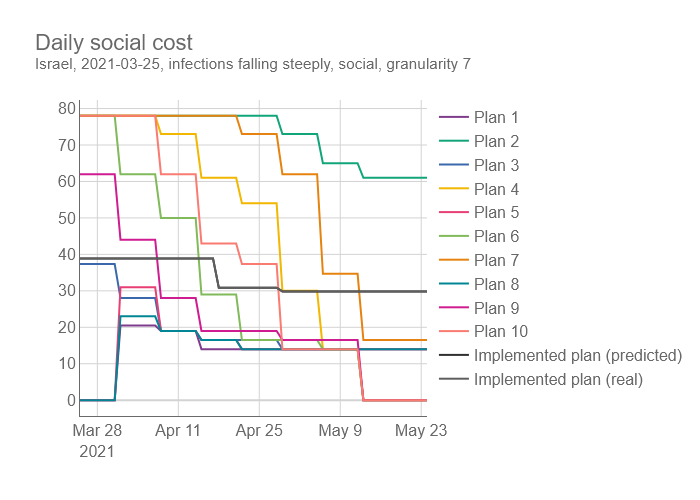 Daily social cost
Israel, 2021-03-25, infections falling steeply, social, granularity 7
80
70
60
50
40
30
20
10
0
Mar 28
2021
Apr 11
Apr 25
May 9
May 23
Plan 1
Plan 2
Plan 3
Plan 4
Plan 5
Plan 6
Plan 7
Plan 8
Plan 9
Plan 10
Implemented plan (predicted)
Implemented plan (real)